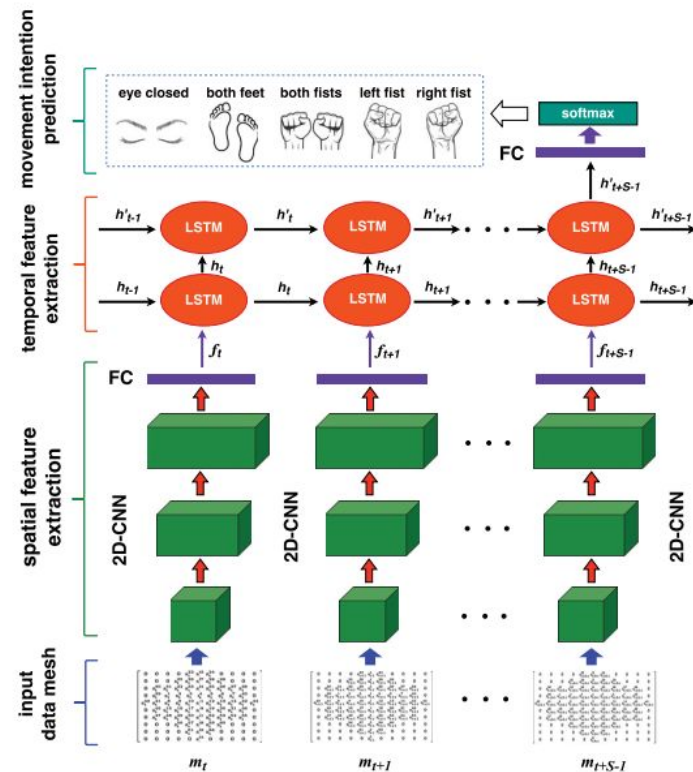 movement intention
prediction
eye closed
both feet
both fists
left fist
right fist
softmax
FC
h't+S-1
temporal feature
extraction
h't-1
LSTM
h't
LSTM
h't+1
LSTM
h't+S-1
ht
ht+1
ht+S-1
ht-1
LSTM
ht
LSTM
ht+1
LSTM
ht+S-1
ft
ft+1
ft+S-1
spatial feature
extraction
FC
2D-CNN
2D-CNN
2D-CNN
input
data mesh
mt
mt+1
mt+S-1